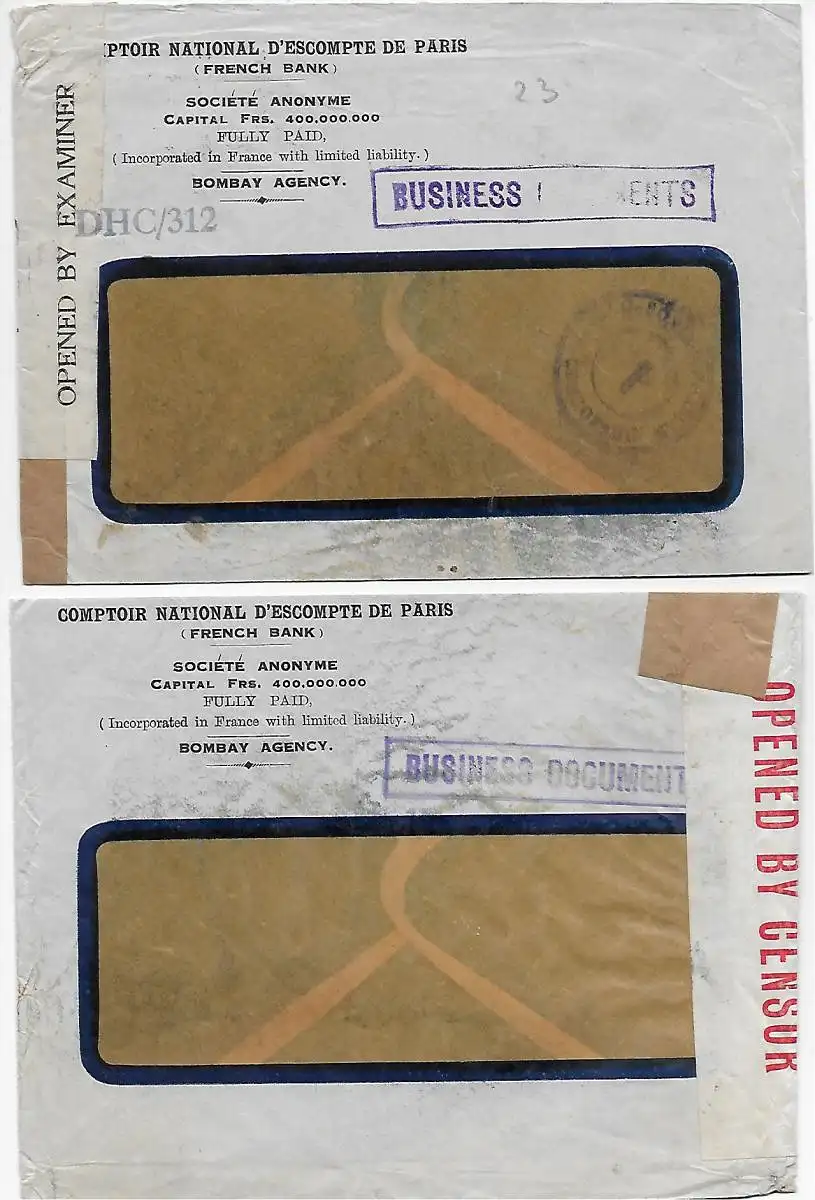 MPTOIR NATIONAL D'ESCOMPTE DE PARIS
(FRENCH BANK)
SOCIÉTÉ ANONYME
CAPITAL FRS. 400.000.000
FULLY PAID,
(Incorporated in France with limited liability.)
BOMBAY AGENCY.
23
BUSINESS ENTS
OPENED BY EXAMINER
DHC/312
COMPTOIR NATIONAL D'ESCOMPTE DE PARIS
(FRENCH BANK)
SOCIÉTÉ ANONYME
CAPITAL FRS. 400.000.000
FULLY PAID,
(Incorporated in France with limited liability.)
BOMBAY AGENCY.
BUSINESS DOCUMENT
OPENED BY CENSOR